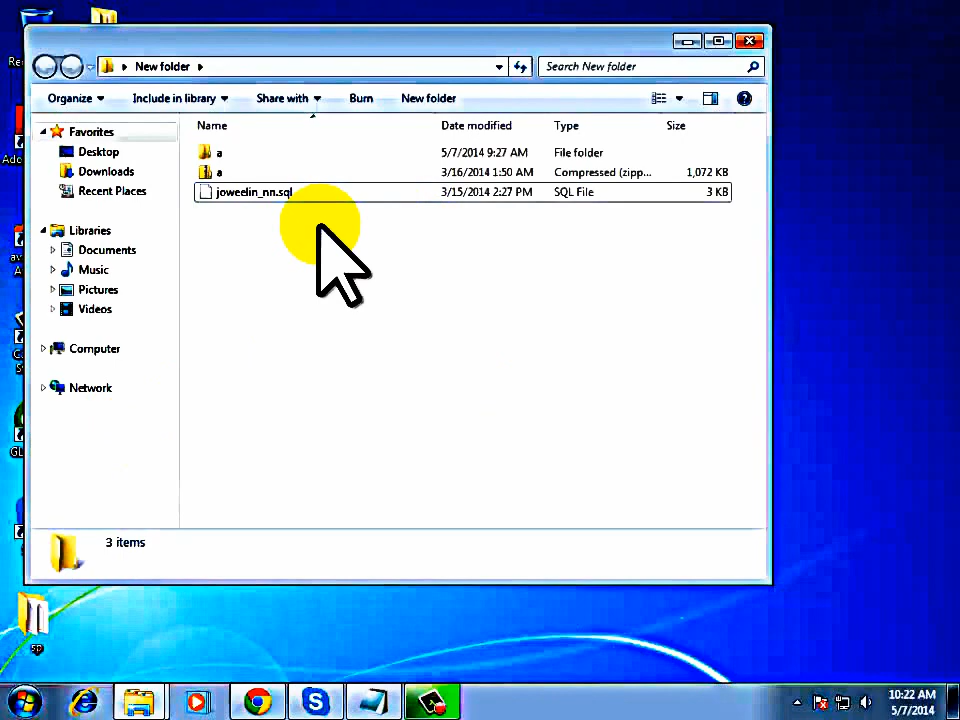 New folder
Search New folder
Organize
Include in library
Share with
Burn
New folder
Name
Date modified
Type
Size
Favorites
Desktop
Downloads
Recent Places
Libraries
Documents
Music
Pictures
Videos
Computer
Network
a
5/7/2014 9:27 AM
File folder
a
3/16/2014 1:50 AM
Compressed (zipp...
1,072 KB
joweelin_nn.sql
3/15/2014 2:27 PM
SQL File
3 KB
3 items
sp
10:22 AM
5/7/2014